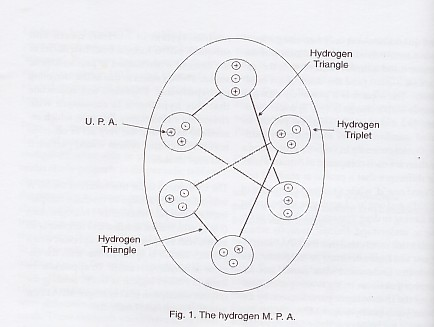 Hydrogen
Triangle
U. P. A.
Hydrogen
Triplet
Hydrogen
Triangle
Fig. 1. The hydrogen M. P. A.